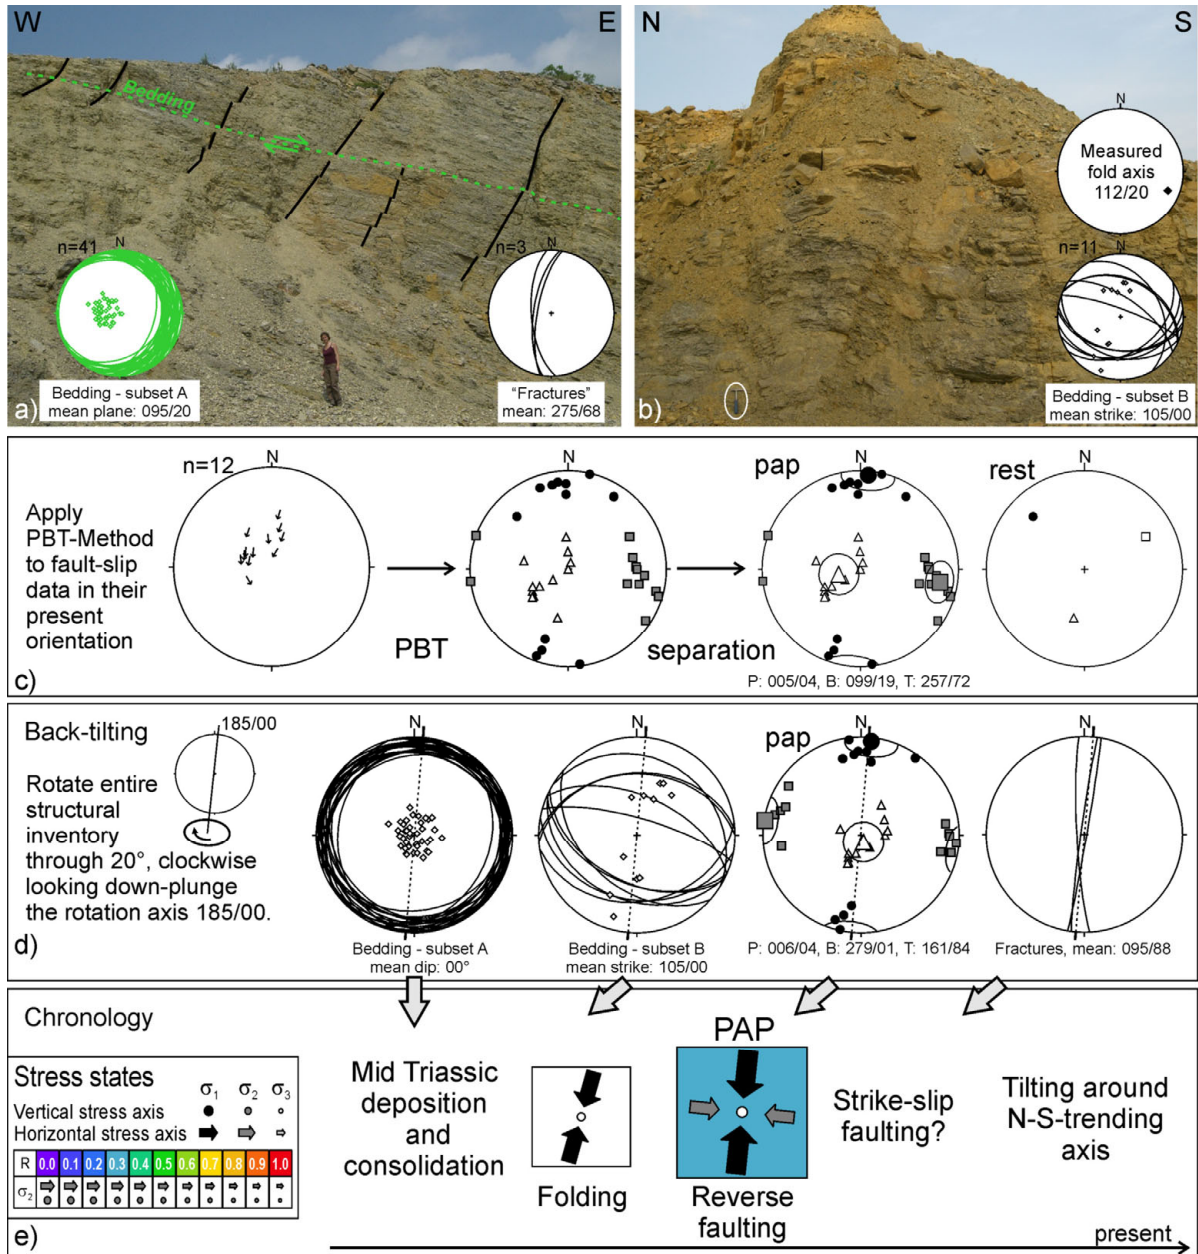 W
E
Bedding
n=41
N
n=3
N
Bedding - subset A
mean plane: 095/20
"Fractures"
mean: 275/68
a)
N
S
N
Measured
fold axis
112/20
n=11
N
Bedding - subset B
mean strike: 105/00
b)
Apply
PBT-Method
to fault-slip
data in their
present
orientation
n=12
N
N
PBT
pap
N
separation
P: 005/04, B: 099/19, T: 257/72
rest
N
c)
Back-tilting
185/00
Rotate entire
structural
inventory
through 20°, clockwise
looking down-plunge
the rotation axis 185/00.
N
Bedding - subset A
mean dip: 00°
N
Bedding - subset B
mean strike: 105/00
pap
N
P: 006/04, B: 279/01, T: 161/84
N
Fractures, mean: 095/88
d)
Chronology
Stress states
σ1 σ2 σ3
Vertical stress axis
Horizontal stress axis
R 0.0 0.1 0.2 0.3 0.4 0.5 0.6 0.7 0.8 0.9 1.0
σ2
Mid Triassic
deposition
and
consolidation
Folding
PAP
Reverse
faulting
Strike-slip
faulting?
Tilting around
N-S-trending
axis
present
e)